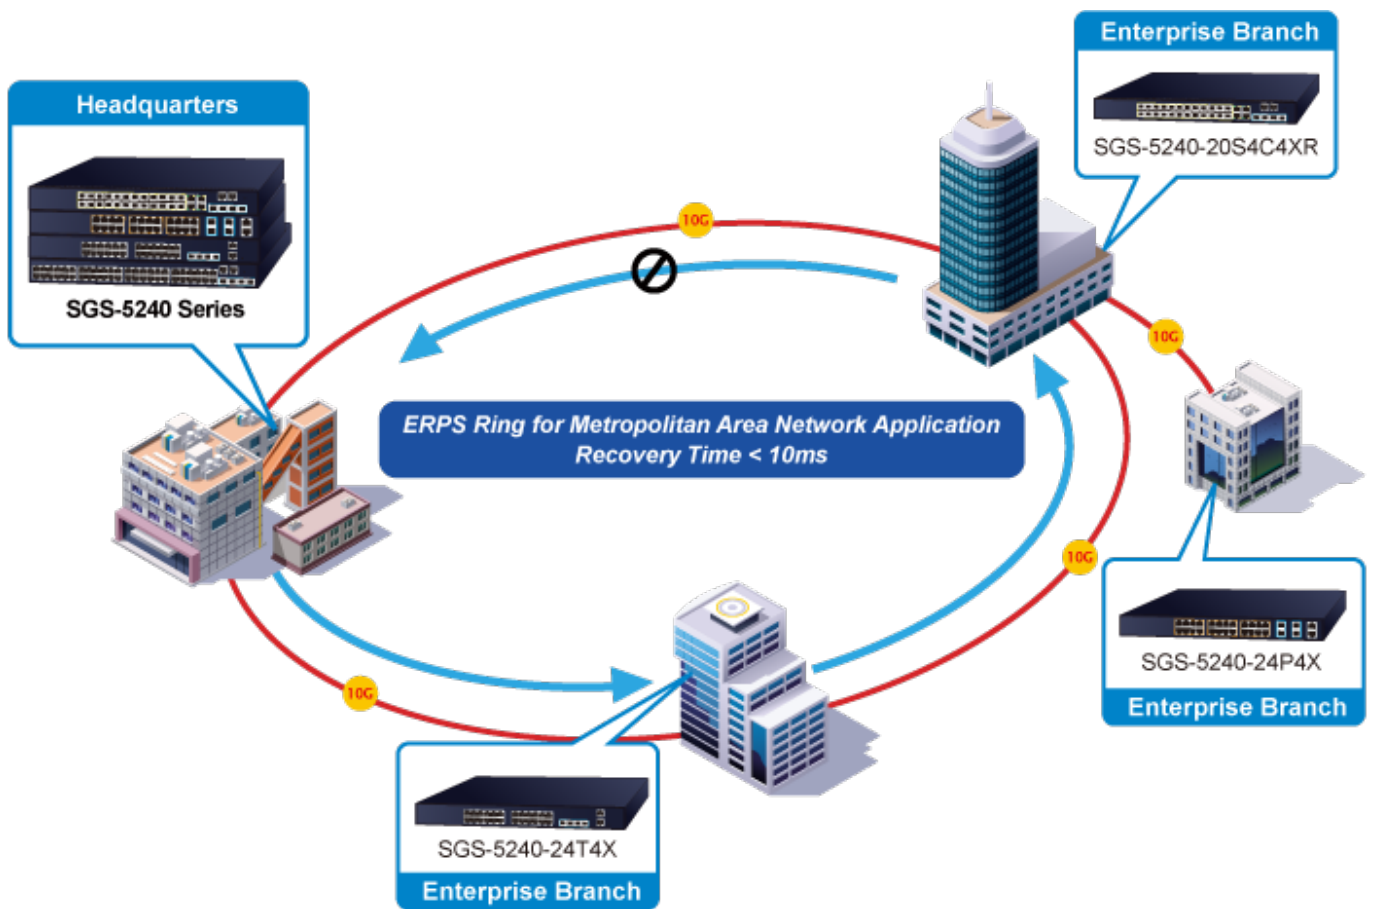 Enterprise Branch
SGS-5240-20S4C4XR
Headquarters
SGS-5240 Series
10G
10G
ERPS Ring for Metropolitan Area Network Application
Recovery Time < 10ms
10G
SGS-5240-24P4X
Enterprise Branch
10G
SGS-5240-24T4X
Enterprise Branch